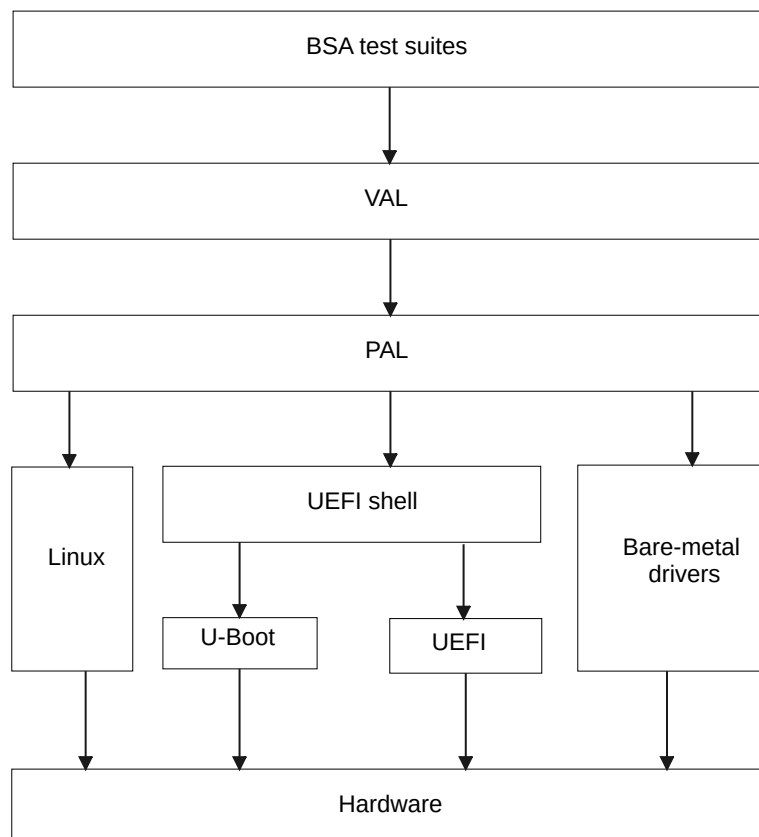 BSA test suites
VAL
PAL
UEFI shell
Linux
Bare-metal
drivers
U-Boot
UEFI
Hardware